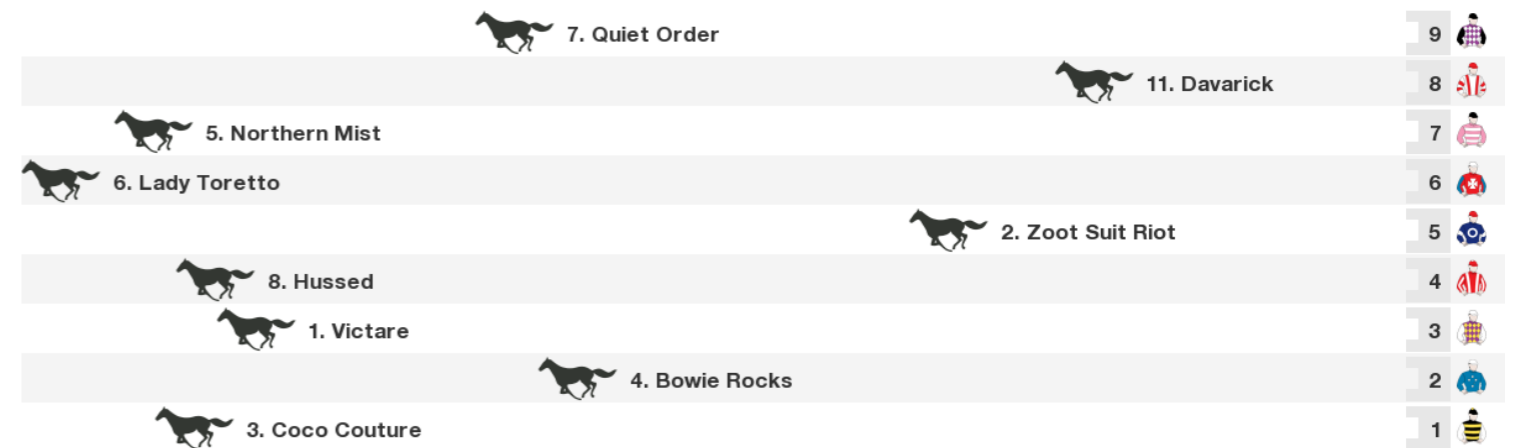 7. Quiet Order 9
11. Davarick 8
5. Northern Mist 7
6. Lady Toretto 6
2. Zoot Suit Riot 5
8. Hussed 4
1. Victare 3
4. Bowie Rocks 2
3. Coco Couture 1